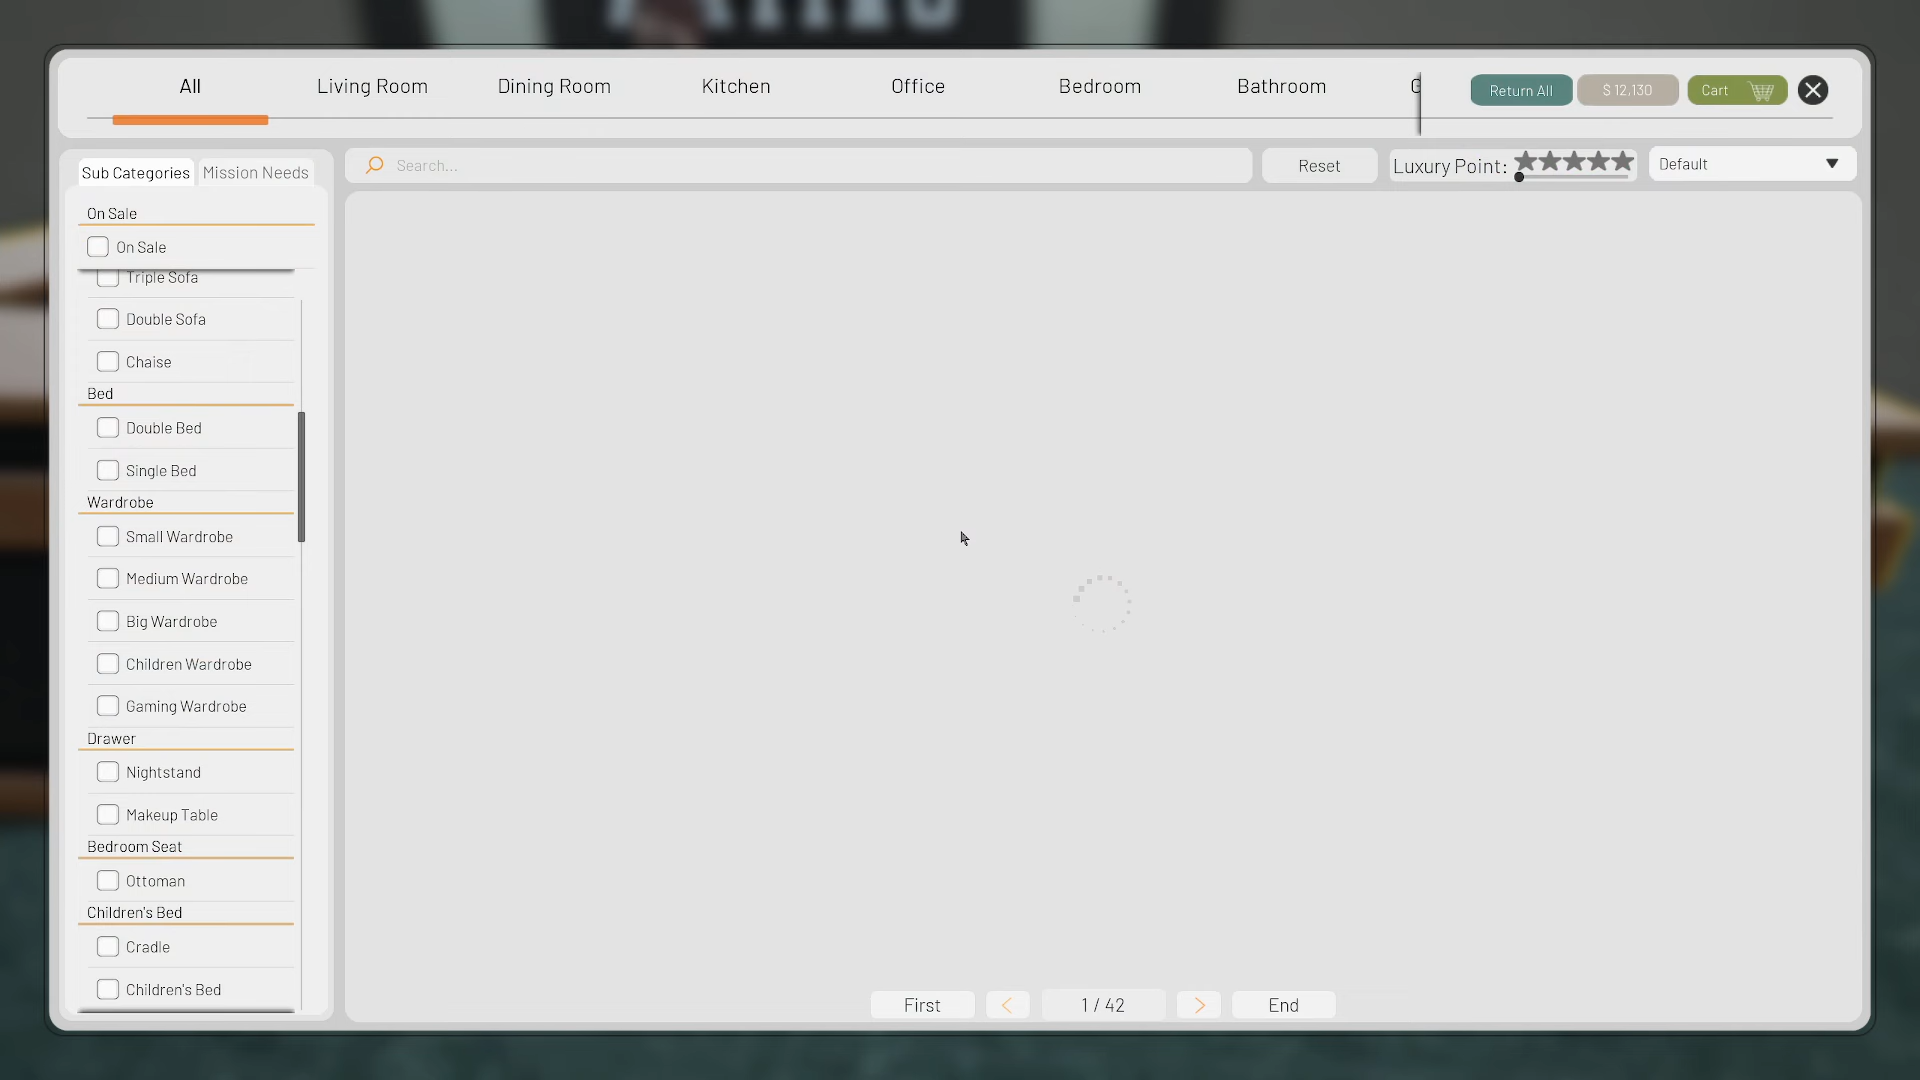 All
Living Room
Dining Room
Kitchen
Office
Bedroom
Bathroom
Return All
$ 12,130
Cart
Sub Categories
Mission Needs
Search...
Reset
Luxury Point:
Default
On Sale
On Sale
Triple Sofa
Double Sofa
Chaise
Bed
Double Bed
Single Bed
Wardrobe
Small Wardrobe
Medium Wardrobe
Big Wardrobe
Children Wardrobe
Gaming Wardrobe
Drawer
Nightstand
Makeup Table
Bedroom Seat
Ottoman
Children's Bed
Cradle
Children's Bed
First
<
1 / 42
>
End